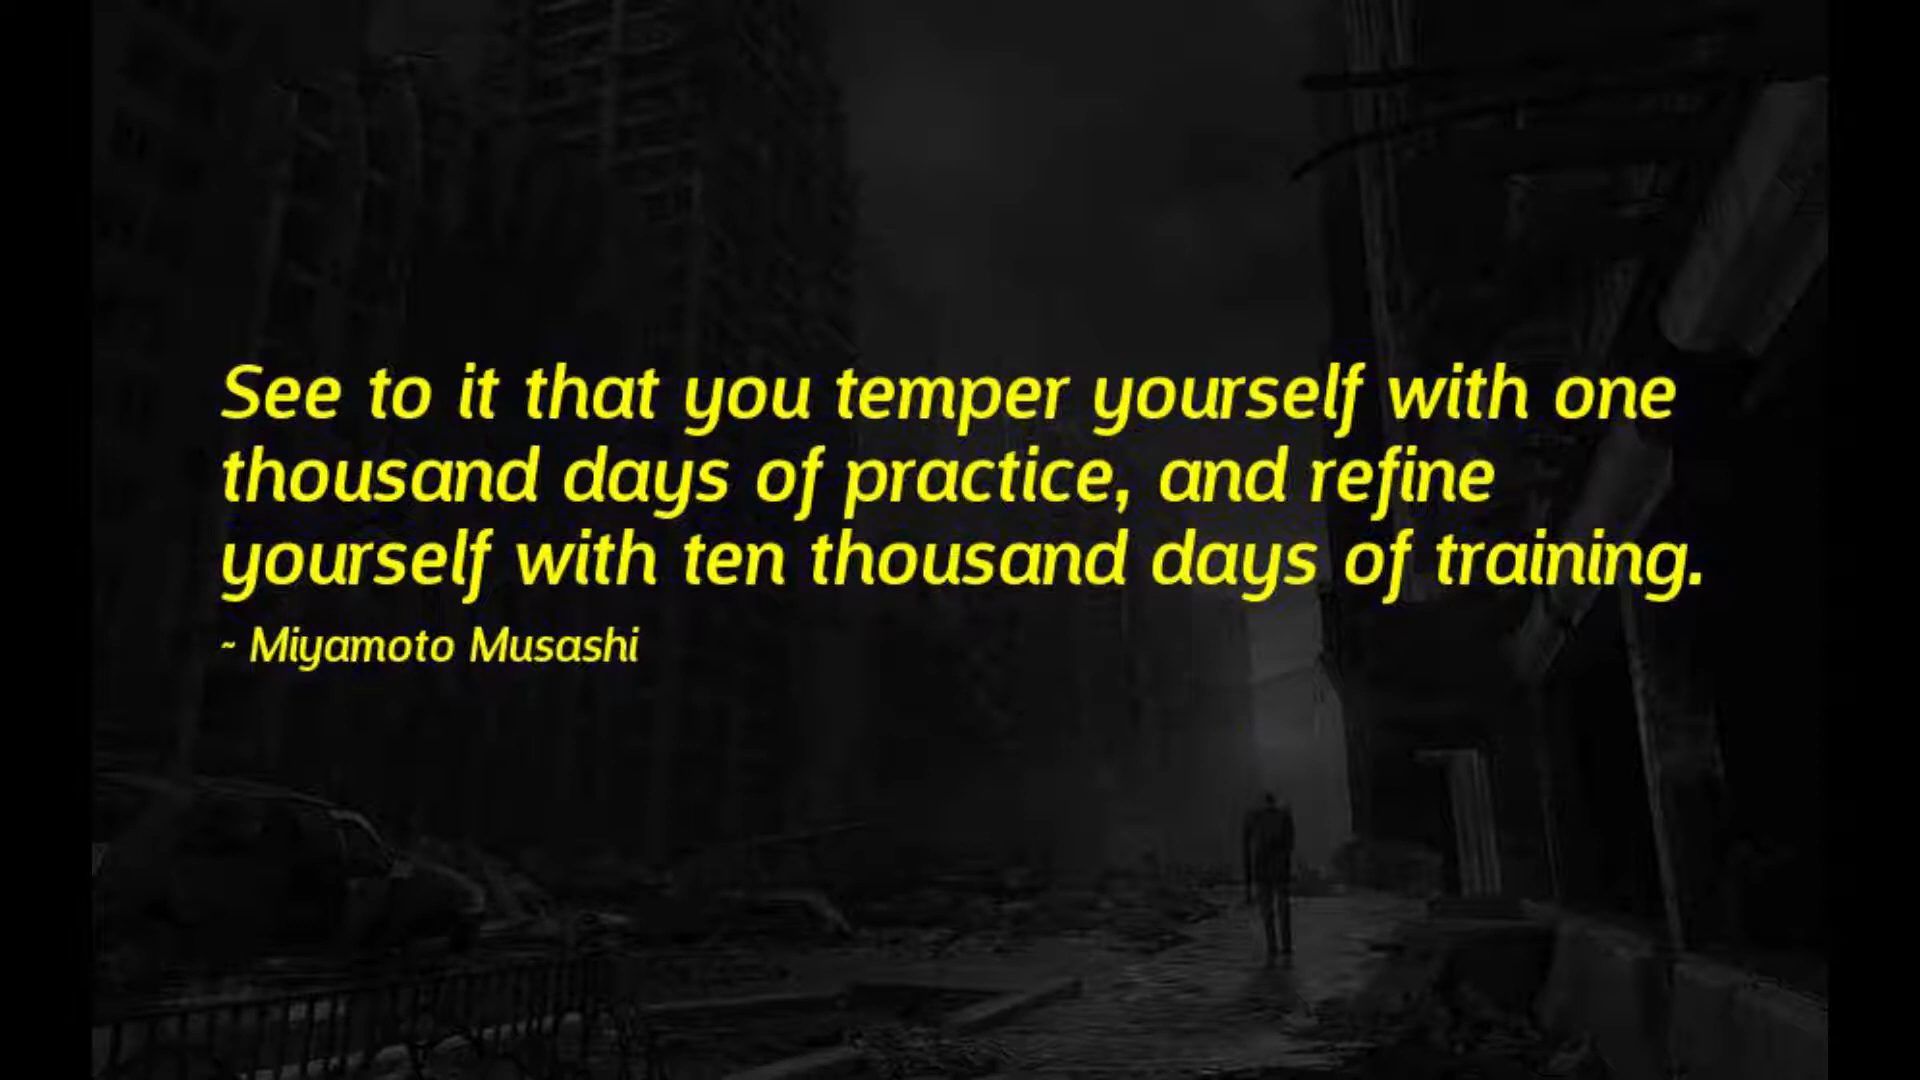 See to it that you temper yourself with one
thousand days of practice, and refine
yourself with ten thousand days of training.
~ Miyamoto Musashi